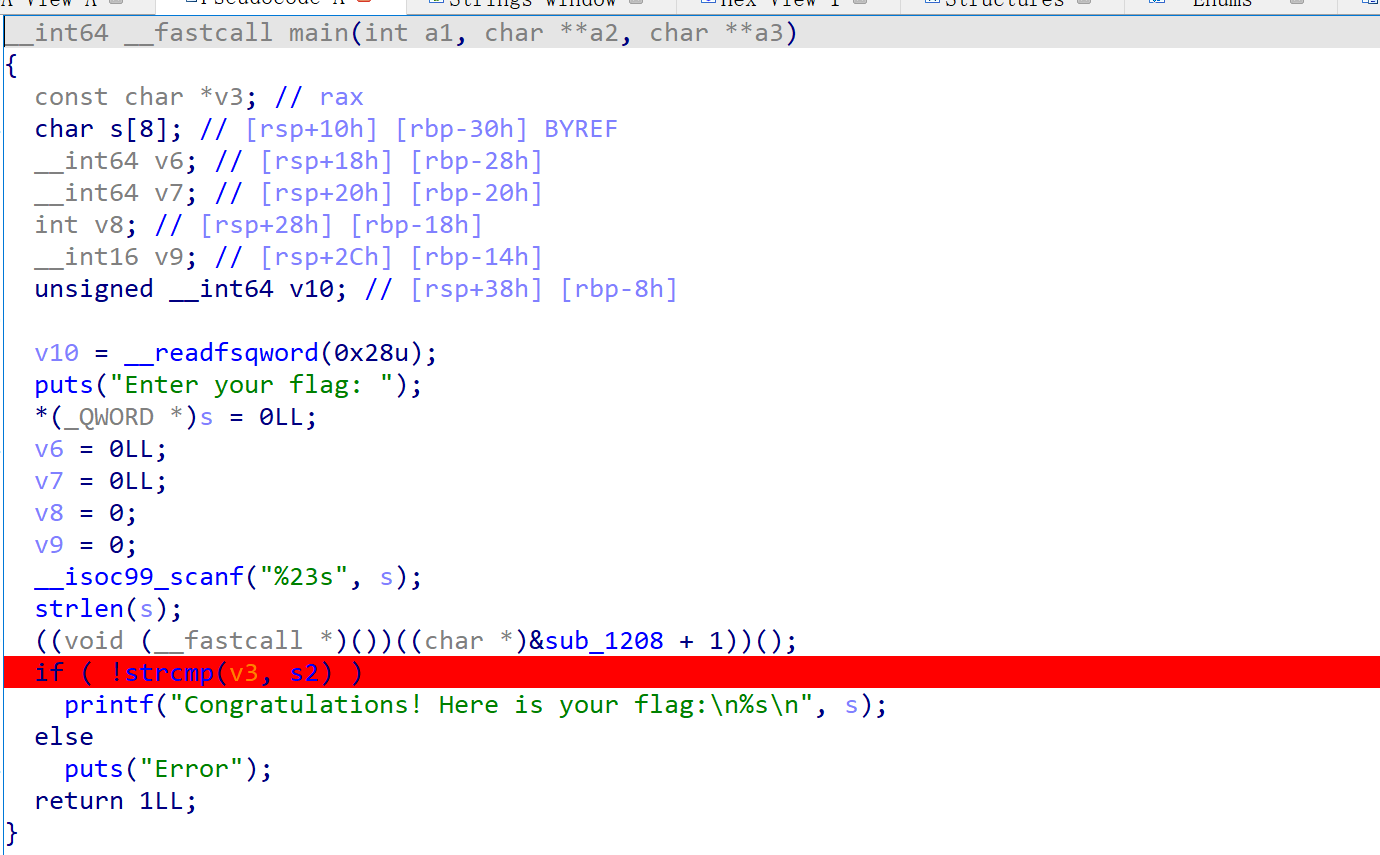 Strings window Hex View 1 Structures Enums
__int64 __fastcall main(int a1, char **a2, char **a3)
{
const char *v3; // rax
char s[8]; // [rsp+10h] [rbp-30h] BYREF
__int64 v6; // [rsp+18h] [rbp-28h]
__int64 v7; // [rsp+20h] [rbp-20h]
int v8; // [rsp+28h] [rbp-18h]
__int16 v9; // [rsp+2Ch] [rbp-14h]
unsigned __int64 v10; // [rsp+38h] [rbp-8h]
v10 = __readfsqword(0x28u);
puts("Enter your flag: ");
*(_QWORD *)s = 0LL;
v6 = 0LL;
v7 = 0LL;
v8 = 0;
v9 = 0;
__isoc99_scanf("%23s", s);
strlen(s);
((void (__fastcall *)())((char *)&sub_1208 + 1))();
if ( !strcmp(v3, s2) )
printf("Congratulations! Here is your flag:\n%s\n", s);
else
puts("Error");
return 1LL;
}